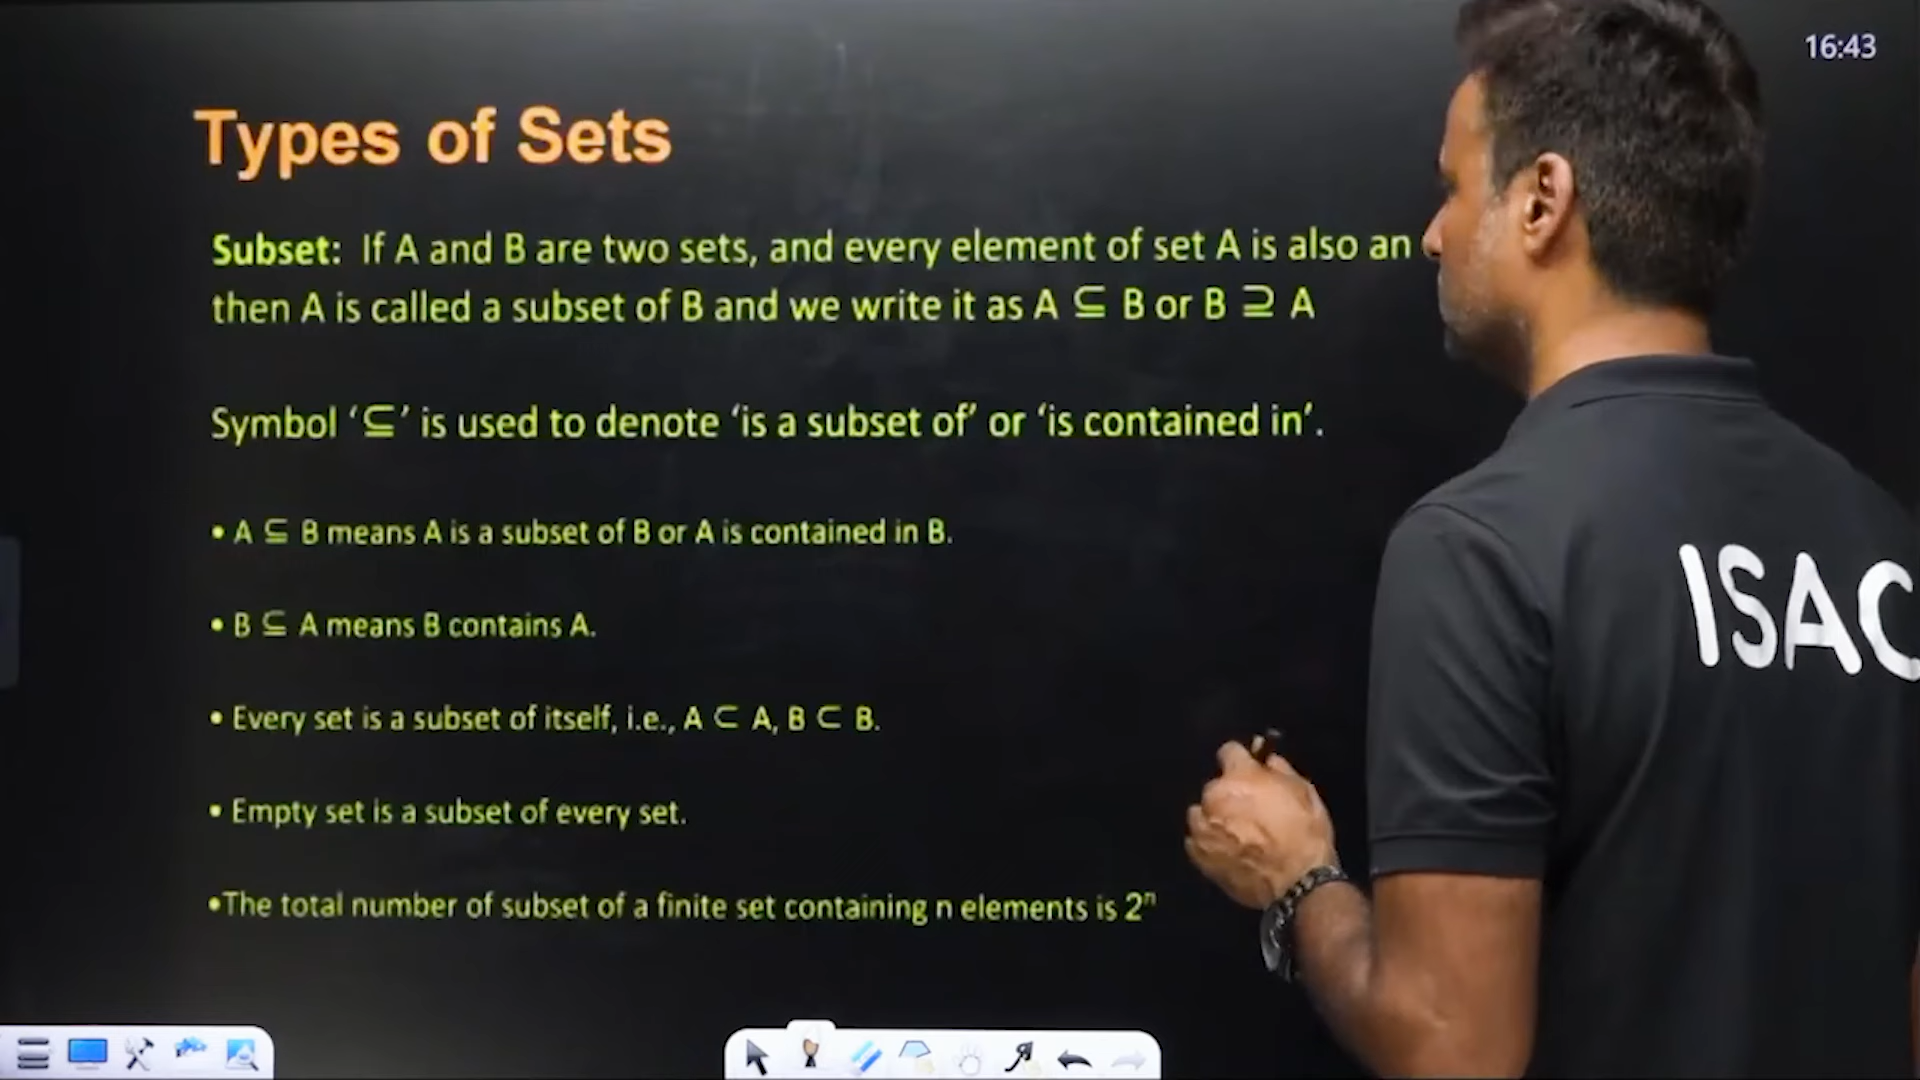 16:43
Types of Sets
Subset: If A and B are two sets, and every element of set A is also an
then A is called a subset of B and we write it as A ⊆ B or B ⊇ A
Symbol ‘⊆’ is used to denote ‘is a subset of’ or ‘is contained in’.
• A ⊆ B means A is a subset of B or A is contained in B.
• B ⊆ A means B contains A.
• Every set is a subset of itself, i.e., A ⊂ A, B ⊂ B.
• Empty set is a subset of every set.
•The total number of subset of a finite set containing n elements is 2ⁿ
ISAC